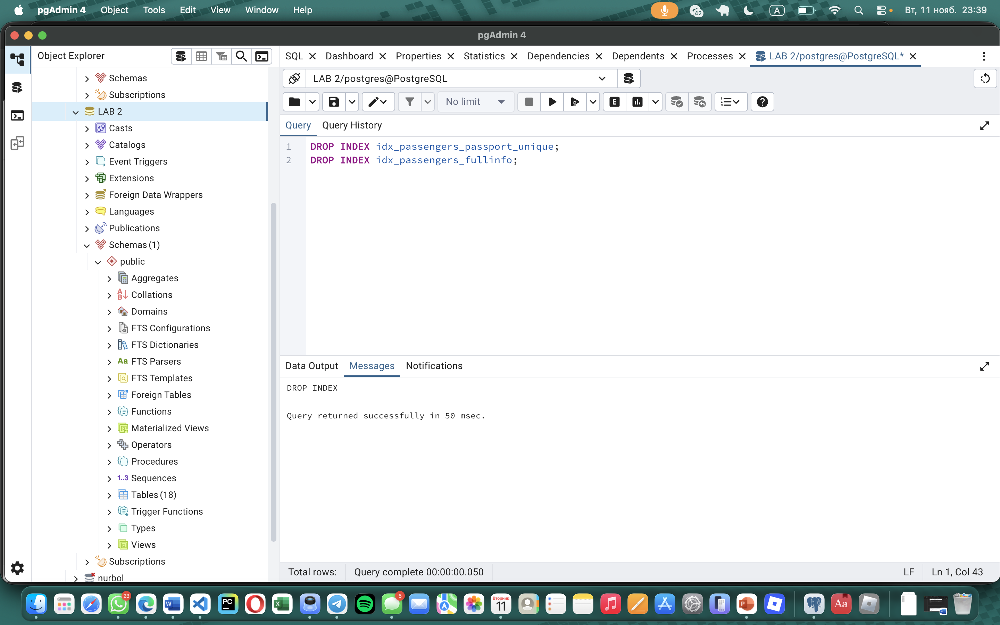 pgAdmin 4 Object Tools Edit View Window Help 42 A Вт, 11 нояб. 23:39
pgAdmin 4
Object Explorer
SQL Dashboard Properties Statistics Dependencies Dependents Processes LAB 2/postgres@PostgreSQL*
Schemas
Subscriptions
LAB 2
Casts
Catalogs
Event Triggers
Extensions
Foreign Data Wrappers
Languages
Publications
Schemas (1)
public
Aggregates
Collations
Domains
FTS Configurations
FTS Dictionaries
Aa FTS Parsers
FTS Templates
Foreign Tables
Functions
Materialized Views
Operators
Procedures
1..3 Sequences
Tables (18)
Trigger Functions
Types
Views
Subscriptions
nurbol
LAB 2/postgres@PostgreSQL
No limit
E
Query Query History
1 DROP INDEX idx_passengers_passport_unique;
2 DROP INDEX idx_passengers_fullinfo;
Data Output Messages Notifications
DROP INDEX
Query returned successfully in 50 msec.
Total rows: Query complete 00:00:00.050 LF Ln 1, Col 43
23 W PC X 5 Вторник 11 P Aa